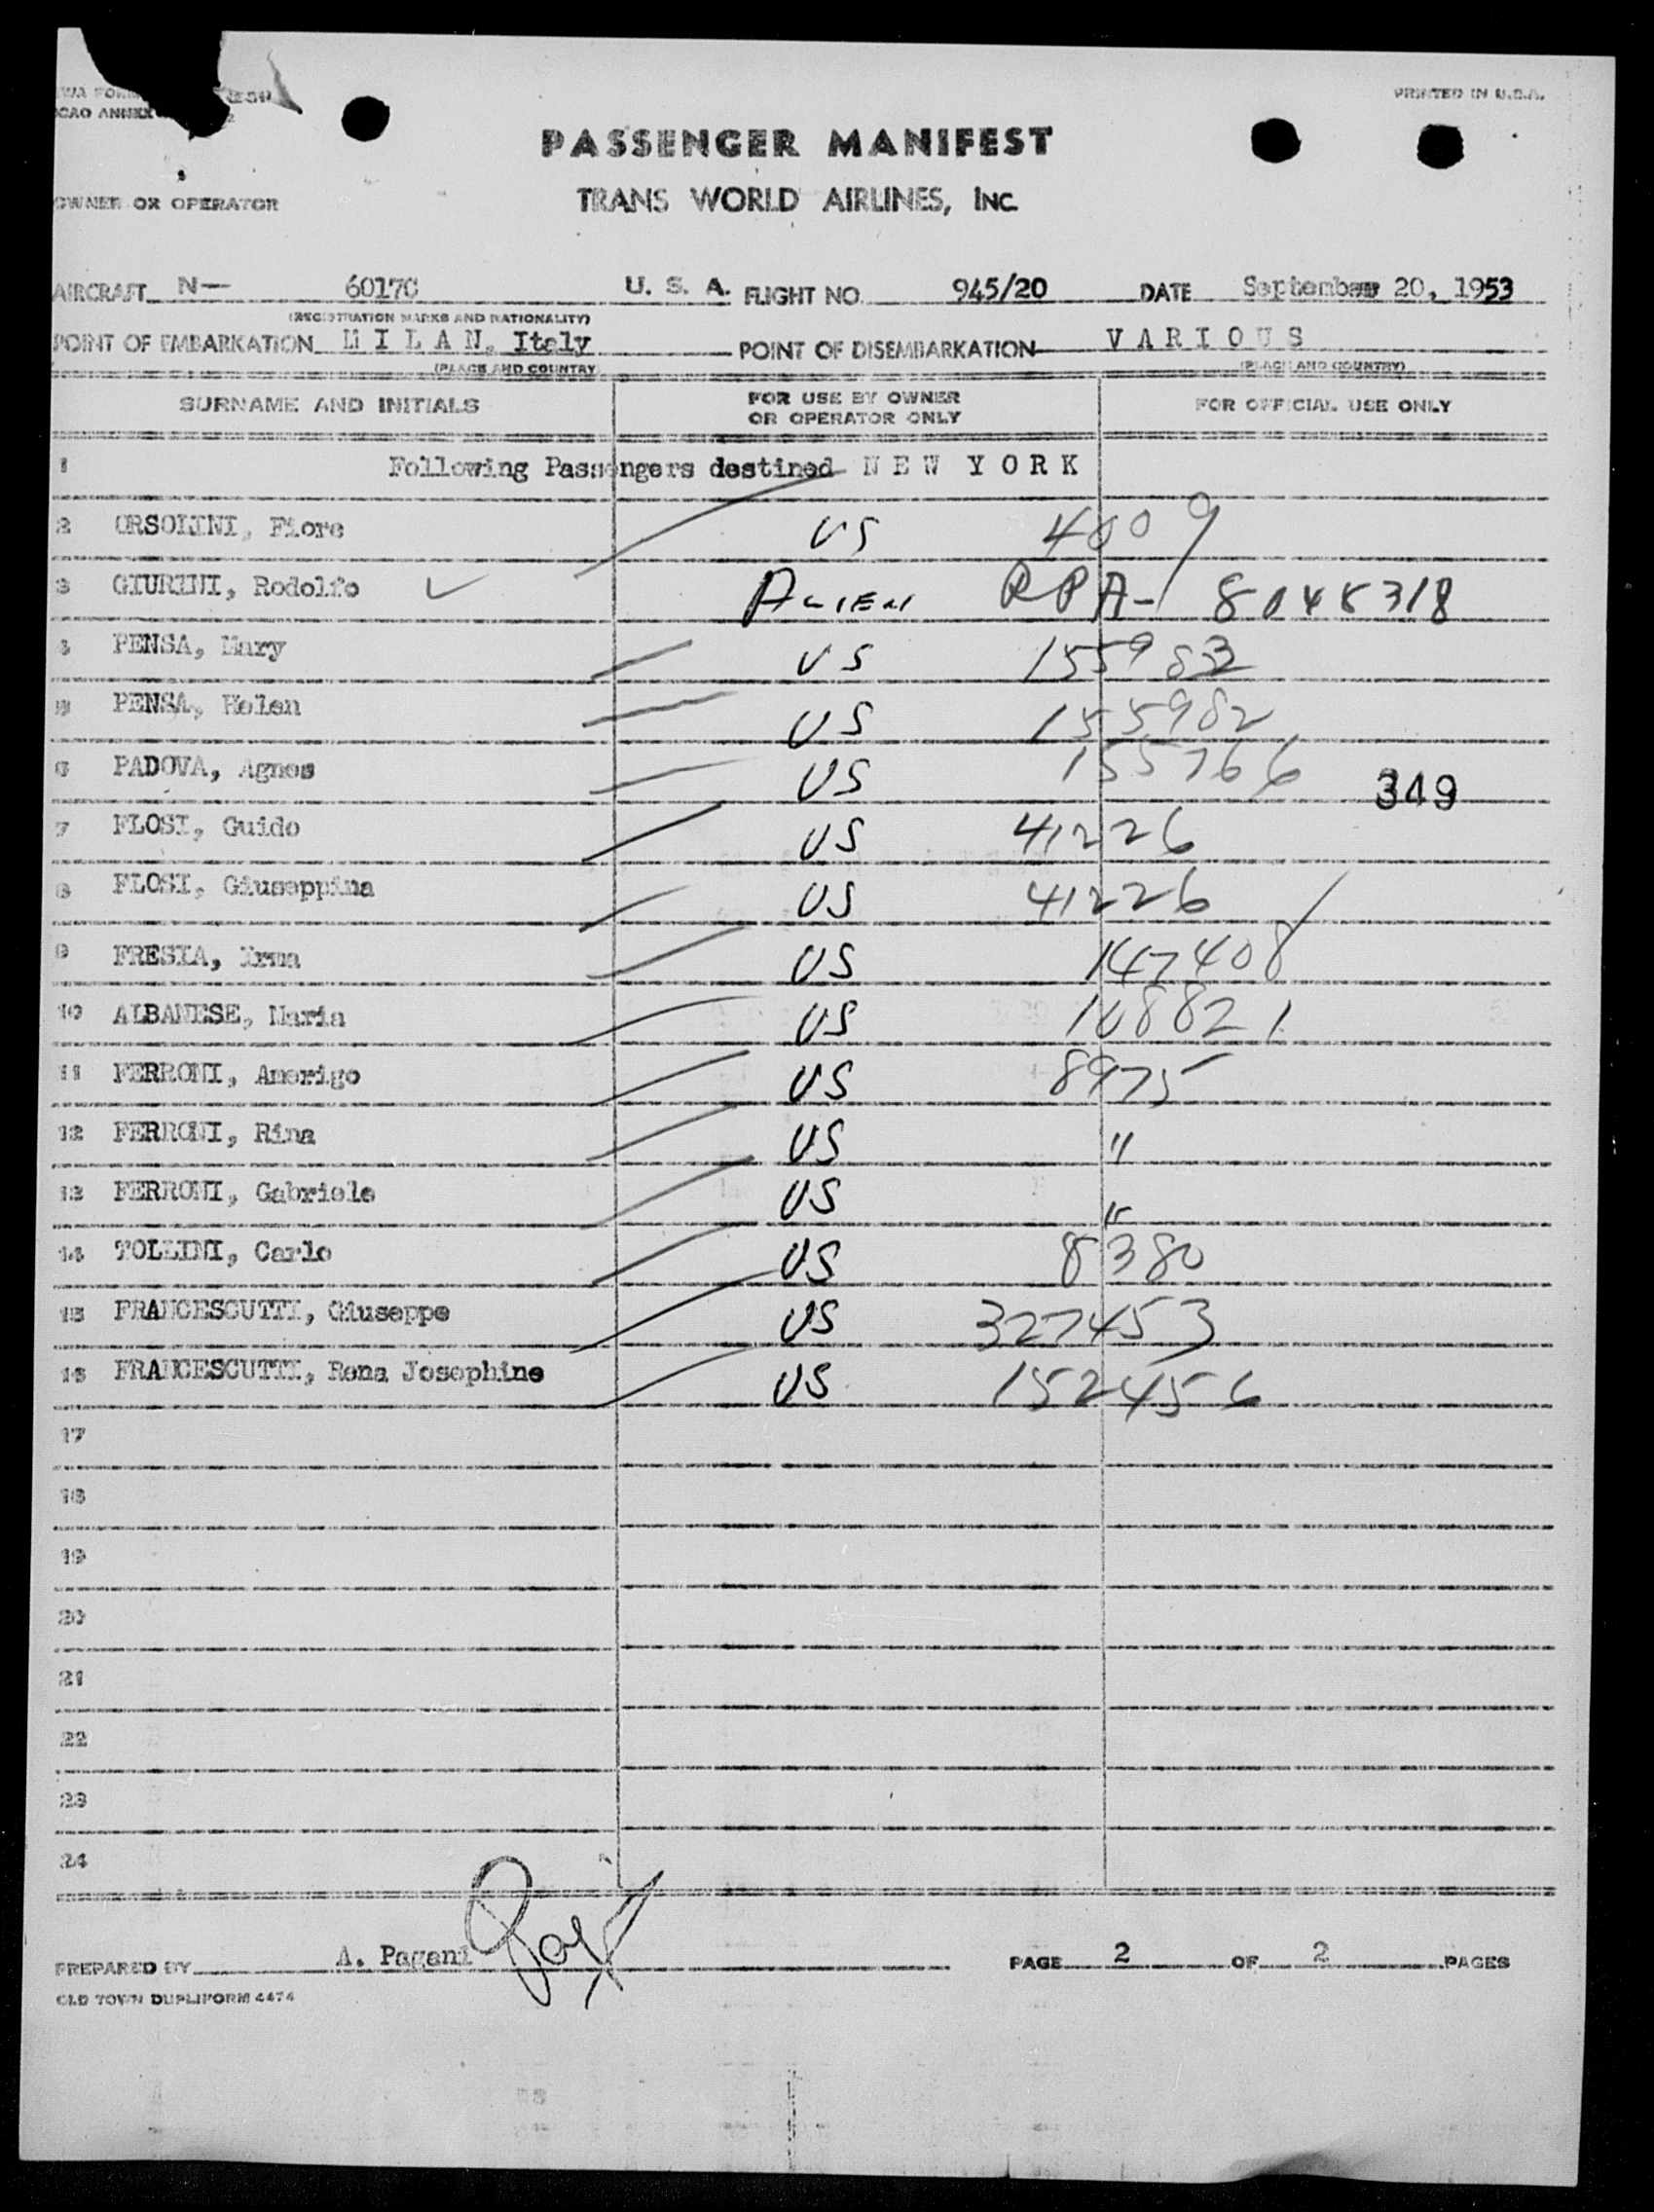 PRINTED IN U.S.A.
PASSENGER MANIFEST
OWNER OR OPERATOR
TRANS WORLD AIRLINES, INC.
AIRCRAFT N— 6017C U. S. A. FLIGHT NO. 945/20 DATE September 20, 1953
(REGISTRATION MARKS AND NATIONALITY)
POINT OF EMBARKATION M I L A N, Italy POINT OF DISEMBARKATION V A R I O U S
(PLACE AND COUNTRY (PLACE AND COUNTRY)
SURNAME AND INITIALS FOR USE BY OWNER OR OPERATOR ONLY FOR OFFICIAL USE ONLY
1 Following Passengers destined N E W Y O R K
2 ORSOLINI, Fiore US 4009
3 GIURINI, Rodolfo ✓ ALIEN RPA- 8048318
4 PENSA, Mary US 155983
5 PENSA, Helen US 155982
6 PADOVA, Agnes US 155766
349
7 FLOSI, Guido US 41226
8 FLOSI, Giuseppina US 41226
9 FRESIA, Irma US 147408
10 ALBANESE, Maria US 108821
11 FERRONI, Amerigo US 8975
12 FERRONI, Rina US "
13 FERRONI, Gabriele US "
14 TOLLINI, Carlo US 8380
15 FRANCESCUTTI, Giuseppe US 327453
16 FRANCESCUTTI, Rena Josephine US 152456
17
18
19
20
21
22
23
24
PREPARED BY A. Pagani PAGE 2 OF 2 PAGES
OLD TOWN DUPLIFORM 4474